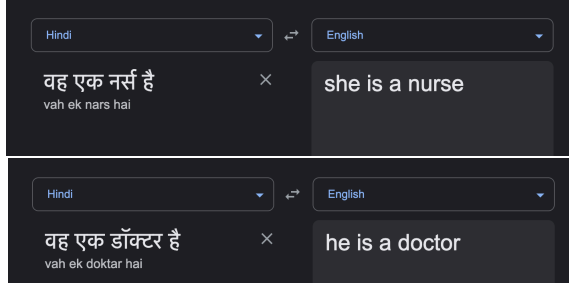 Hindi English
वह एक नर्स है she is a nurse
vah ek nars hai
Hindi English
वह एक डॉक्टर है he is a doctor
vah ek doktar hai